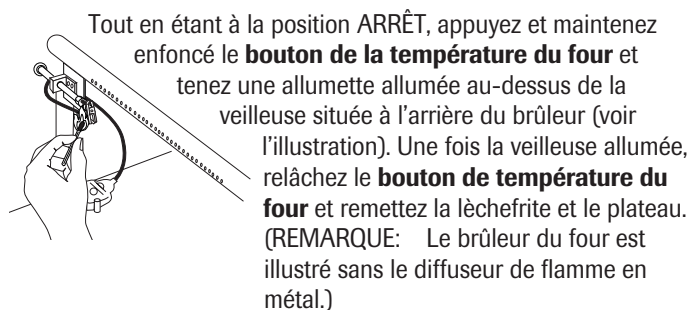 Tout en étant à la position ARRÊT, appuyez et maintenez
enfoncé le bouton de la température du four et
tenez une allumette allumée au-dessus de la
veilleuse située à l'arrière du brûleur (voir
l'illustration). Une fois la veilleuse allumée,
relâchez le bouton de température du
four et remettez la lèchefrite et le plateau.
(REMARQUE: Le brûleur du four est
illustré sans le diffuseur de flamme en
métal.)